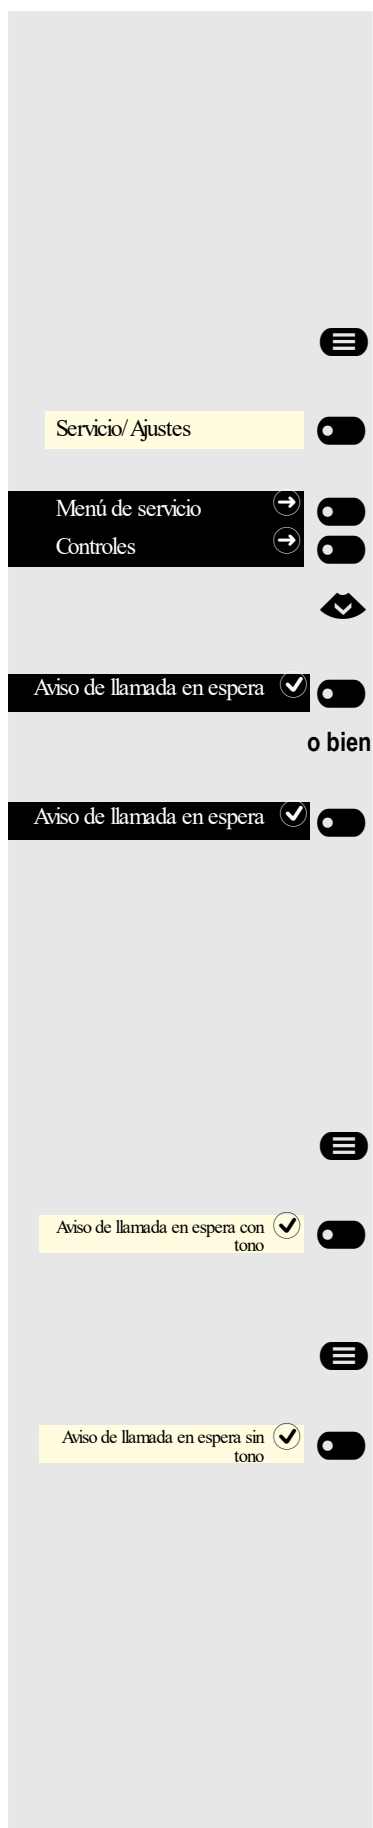 Servicio/Ajustes
Menú de servicio
Controles
Aviso de llamada en espera
o bien
Aviso de llamada en espera
Aviso de llamada en espera con
tono
Aviso de llamada en espera sin
tono